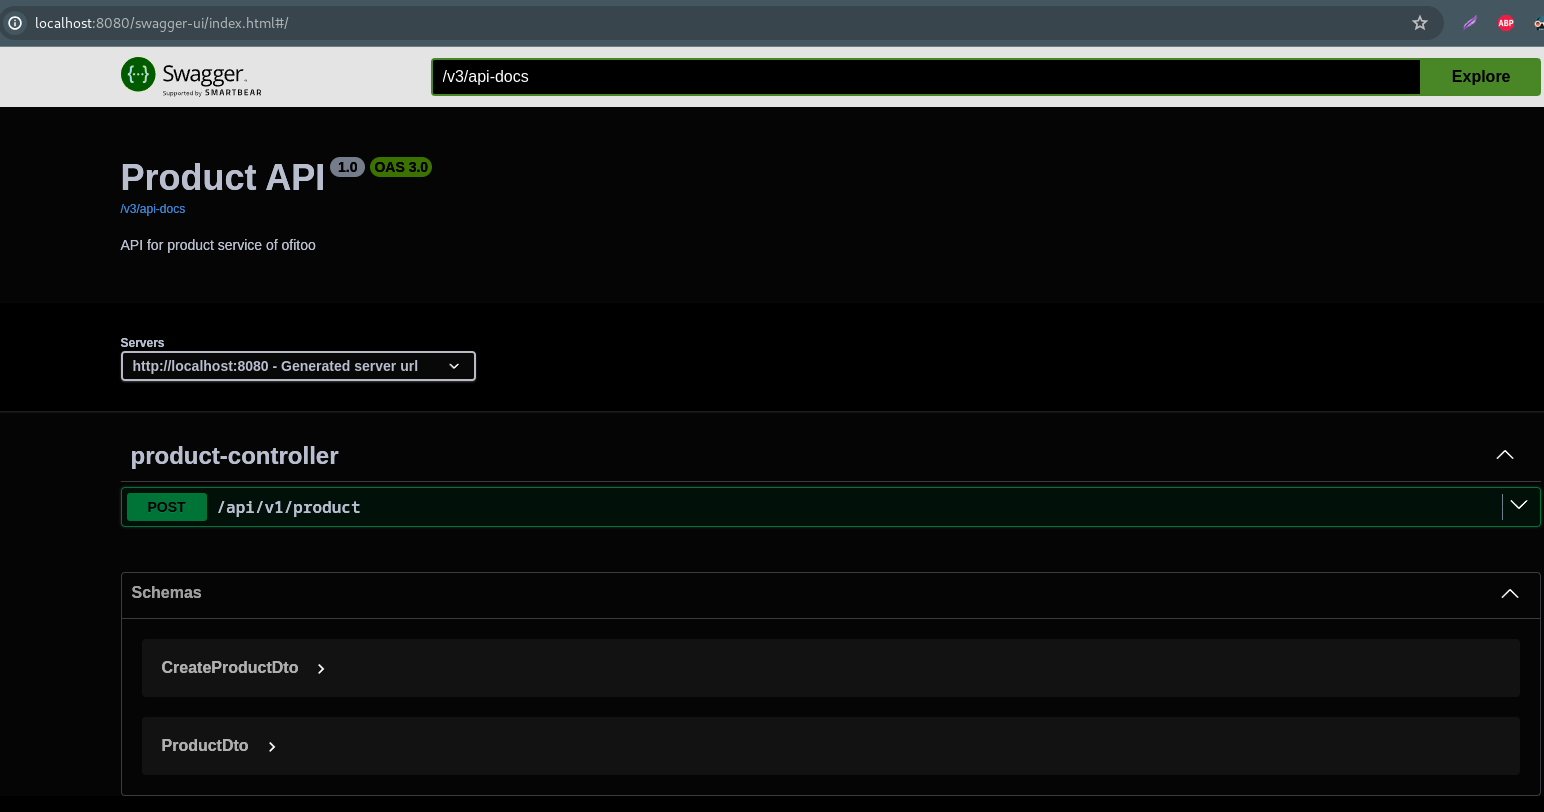 localhost:8080/swagger-ui/index.html#/
ABP
Swagger
Supported by SMARTBEAR
/v3/api-docs
Explore
Product API 1.0 OAS 3.0
/v3/api-docs
API for product service of ofitoo
Servers
http://localhost:8080 - Generated server url
product-controller
POST /api/v1/product
Schemas
CreateProductDto
ProductDto